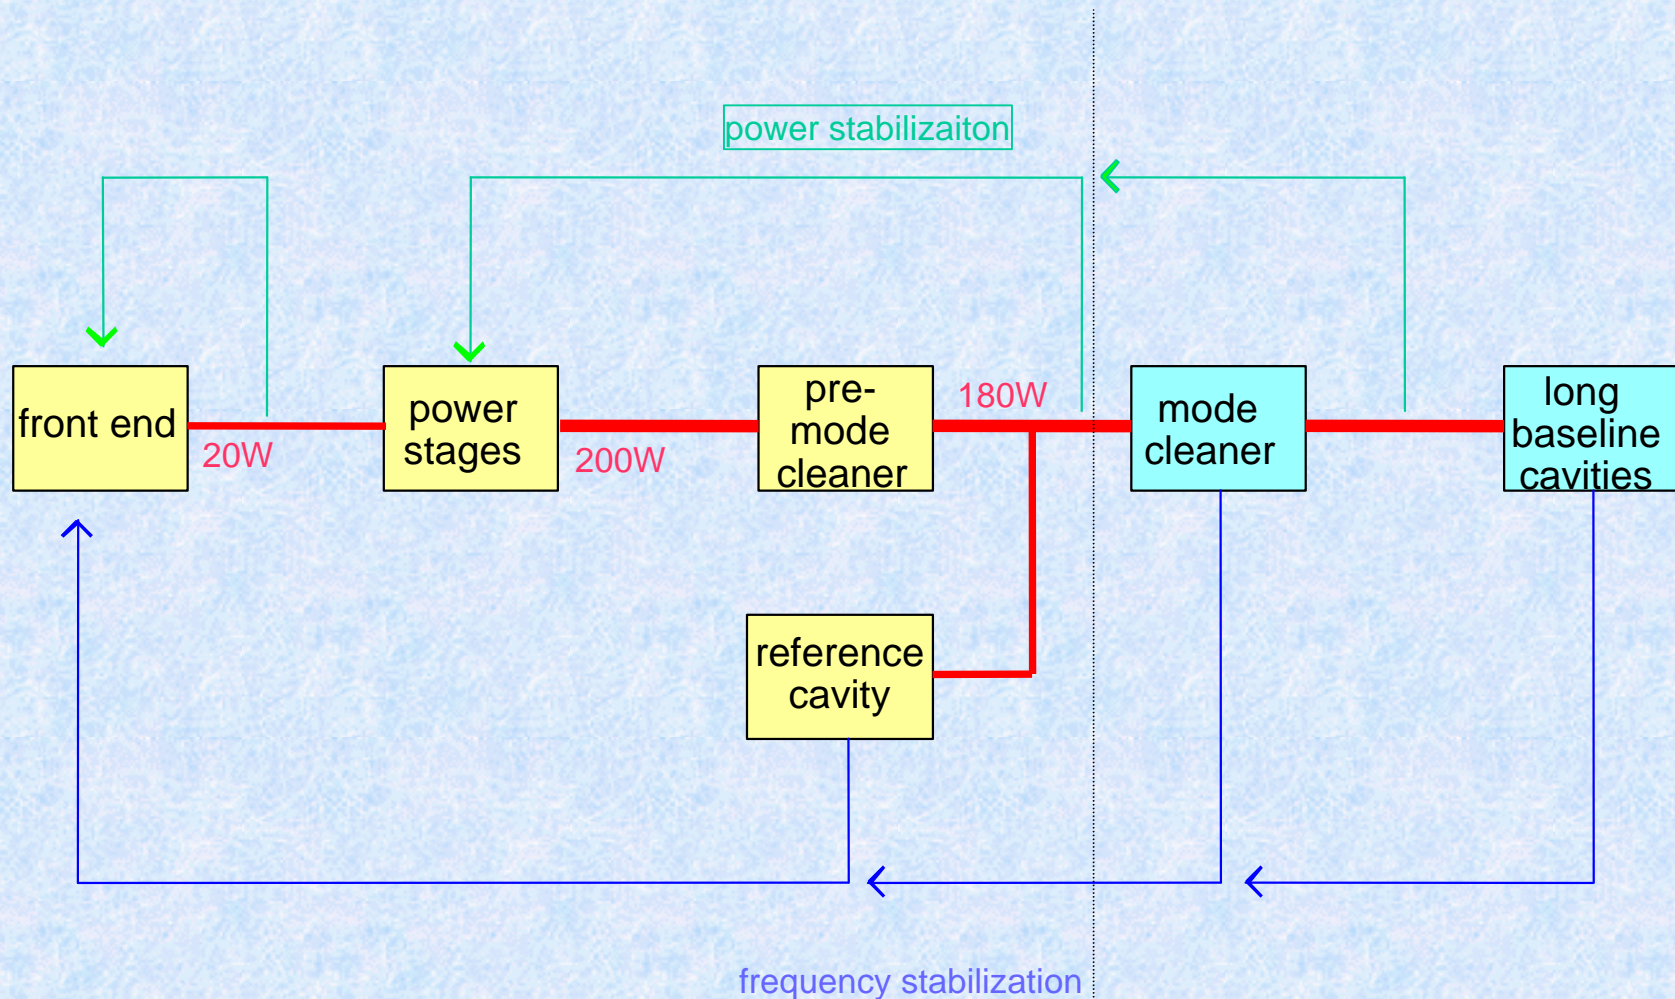 power stabilizaiton
front end
20W
power
stages
200W
pre-
mode
cleaner
180W
mode
cleaner
long
baseline
cavities
reference
cavity
frequency stabilization